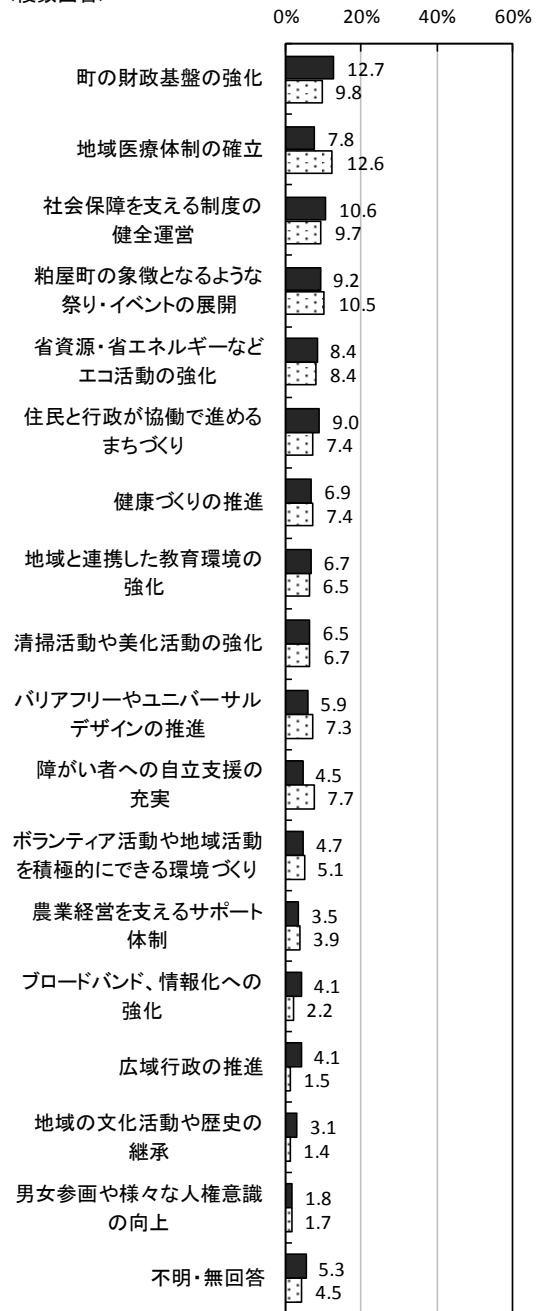 0% 20% 40% 60%
町の財政基盤の強化
12.7
9.8
地域医療体制の確立
7.8
12.6
社会保障を支える制度の
健全運営
10.6
9.7
粕屋町の象徴となるような
祭り・イベントの展開
9.2
10.5
省資源・省エネルギーなど
エコ活動の強化
8.4
8.4
住民と行政が協働で進める
まちづくり
9.0
7.4
健康づくりの推進
6.9
7.4
地域と連携した教育環境の
強化
6.7
6.5
清掃活動や美化活動の強化
6.5
6.7
バリアフリーやユニバーサル
デザインの推進
5.9
7.3
障がい者への自立支援の
充実
4.5
7.7
ボランティア活動や地域活動
を積極的にできる環境づくり
4.7
5.1
農業経営を支えるサポート
体制
3.5
3.9
ブロードバンド、情報化への
強化
4.1
2.2
広域行政の推進
4.1
1.5
地域の文化活動や歴史の
継承
3.1
1.4
男女参画や様々な人権意識
の向上
1.8
1.7
不明・無回答
5.3
4.5